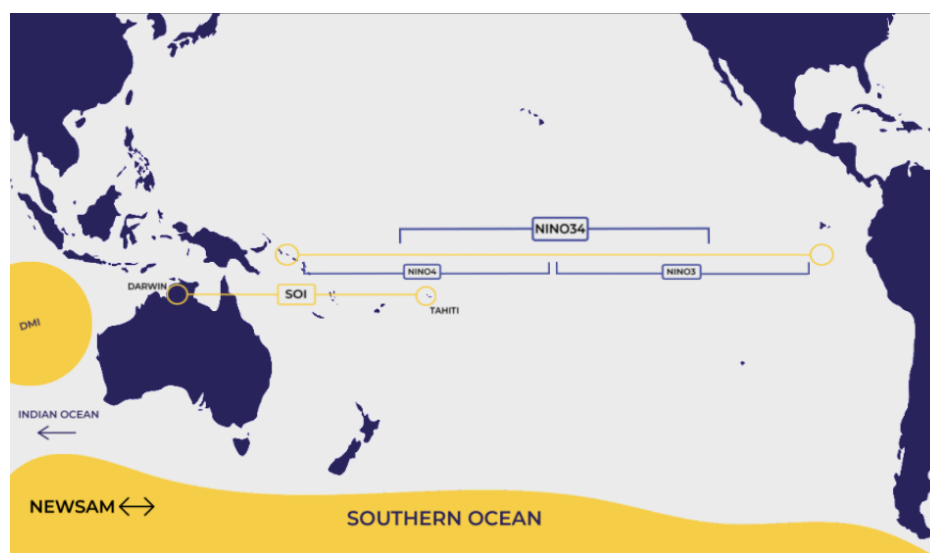 NINO34
NINO4
NINO3
DARWIN
SOI
TAHITI
DMI
INDIAN OCEAN
NEWSAM
SOUTHERN OCEAN